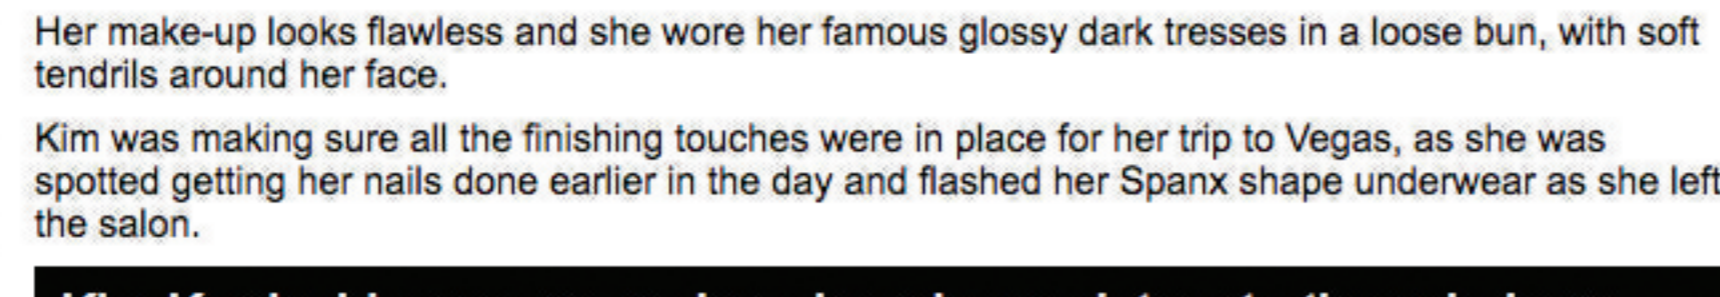 Her make-up looks flawless and she wore her famous glossy dark tresses in a loose bun, with soft
tendrils around her face.
Kim was making sure all the finishing touches were in place for her trip to Vegas, as she was
spotted getting her nails done earlier in the day and flashed her Spanx shape underwear as she left
the salon.